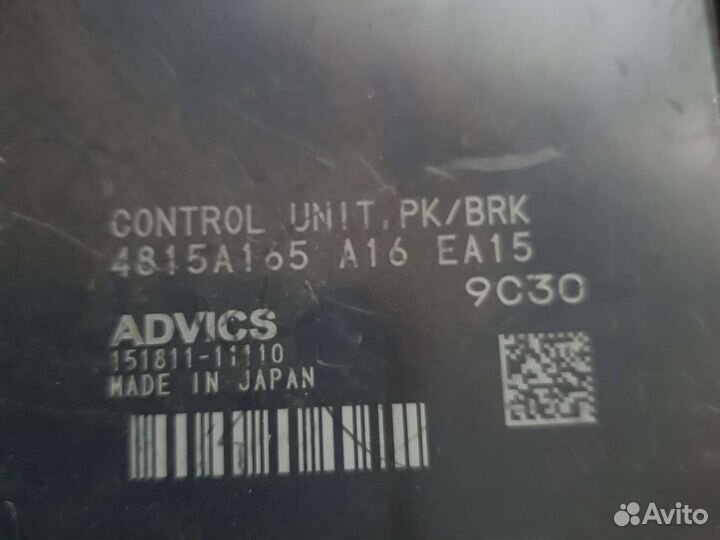 CONTROL UNIT,PK/BRK
4815A165 A16 EA15
9C30
ADVICS
151811-11110
MADE IN JAPAN
Avito